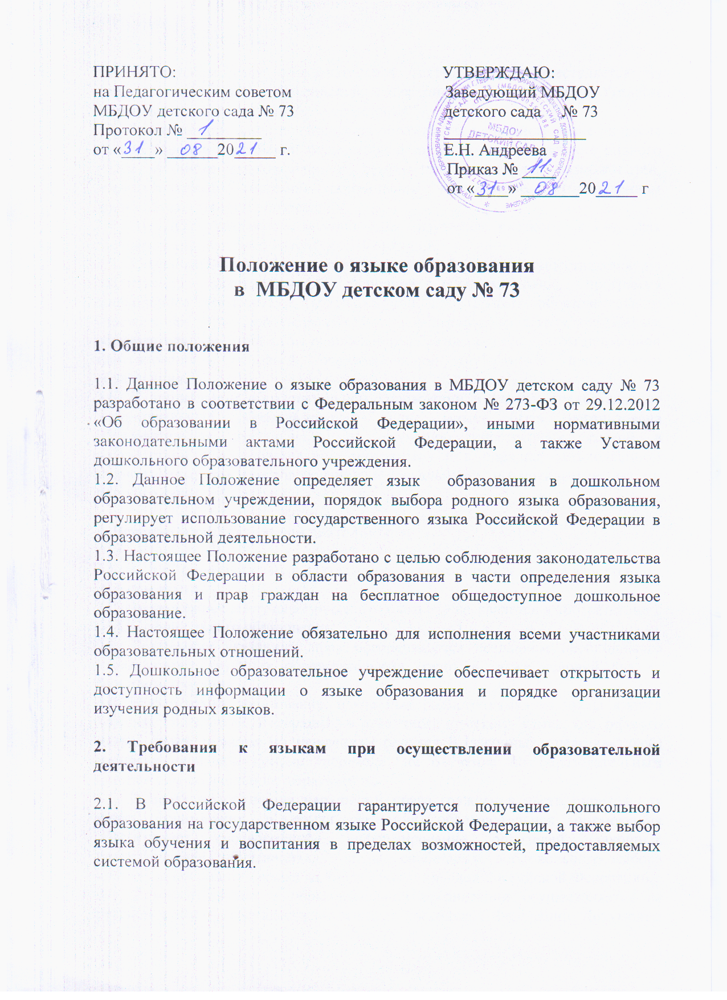 ПРИНЯТО:
на Педагогическим советом
МБДОУ детского сада № 73
Протокол № 1
от «31» 08 2021 г.
УТВЕРЖДАЮ:
Заведующий МБДОУ
детского сада № 73
Е.Н. Андреева
Приказ № 11
от «31» 08 2021 г
МБДОУ
ДЕТСКИЙ САД
Положение о языке образования
в МБДОУ детском саду № 73
1. Общие положения
1.1. Данное Положение о языке образования в МБДОУ детском саду № 73
разработано в соответствии с Федеральным законом № 273-ФЗ от 29.12.2012
«Об образовании в Российской Федерации», иными нормативными
законодательными актами Российской Федерации, а также Уставом
дошкольного образовательного учреждения.
1.2. Данное Положение определяет язык образования в дошкольном
образовательном учреждении, порядок выбора родного языка образования,
регулирует использование государственного языка Российской Федерации в
образовательной деятельности.
1.3. Настоящее Положение разработано с целью соблюдения законодательства
Российской Федерации в области образования в части определения языка
образования и прав граждан на бесплатное общедоступное дошкольное
образование.
1.4. Настоящее Положение обязательно для исполнения всеми участниками
образовательных отношений.
1.5. Дошкольное образовательное учреждение обеспечивает открытость и
доступность информации о языке образования и порядке организации
изучения родных языков.
2. Требования к языкам при осуществлении образовательной
деятельности
2.1. В Российской Федерации гарантируется получение дошкольного
образования на государственном языке Российской Федерации, а также выбор
языка обучения и воспитания в пределах возможностей, предоставляемых
системой образования.